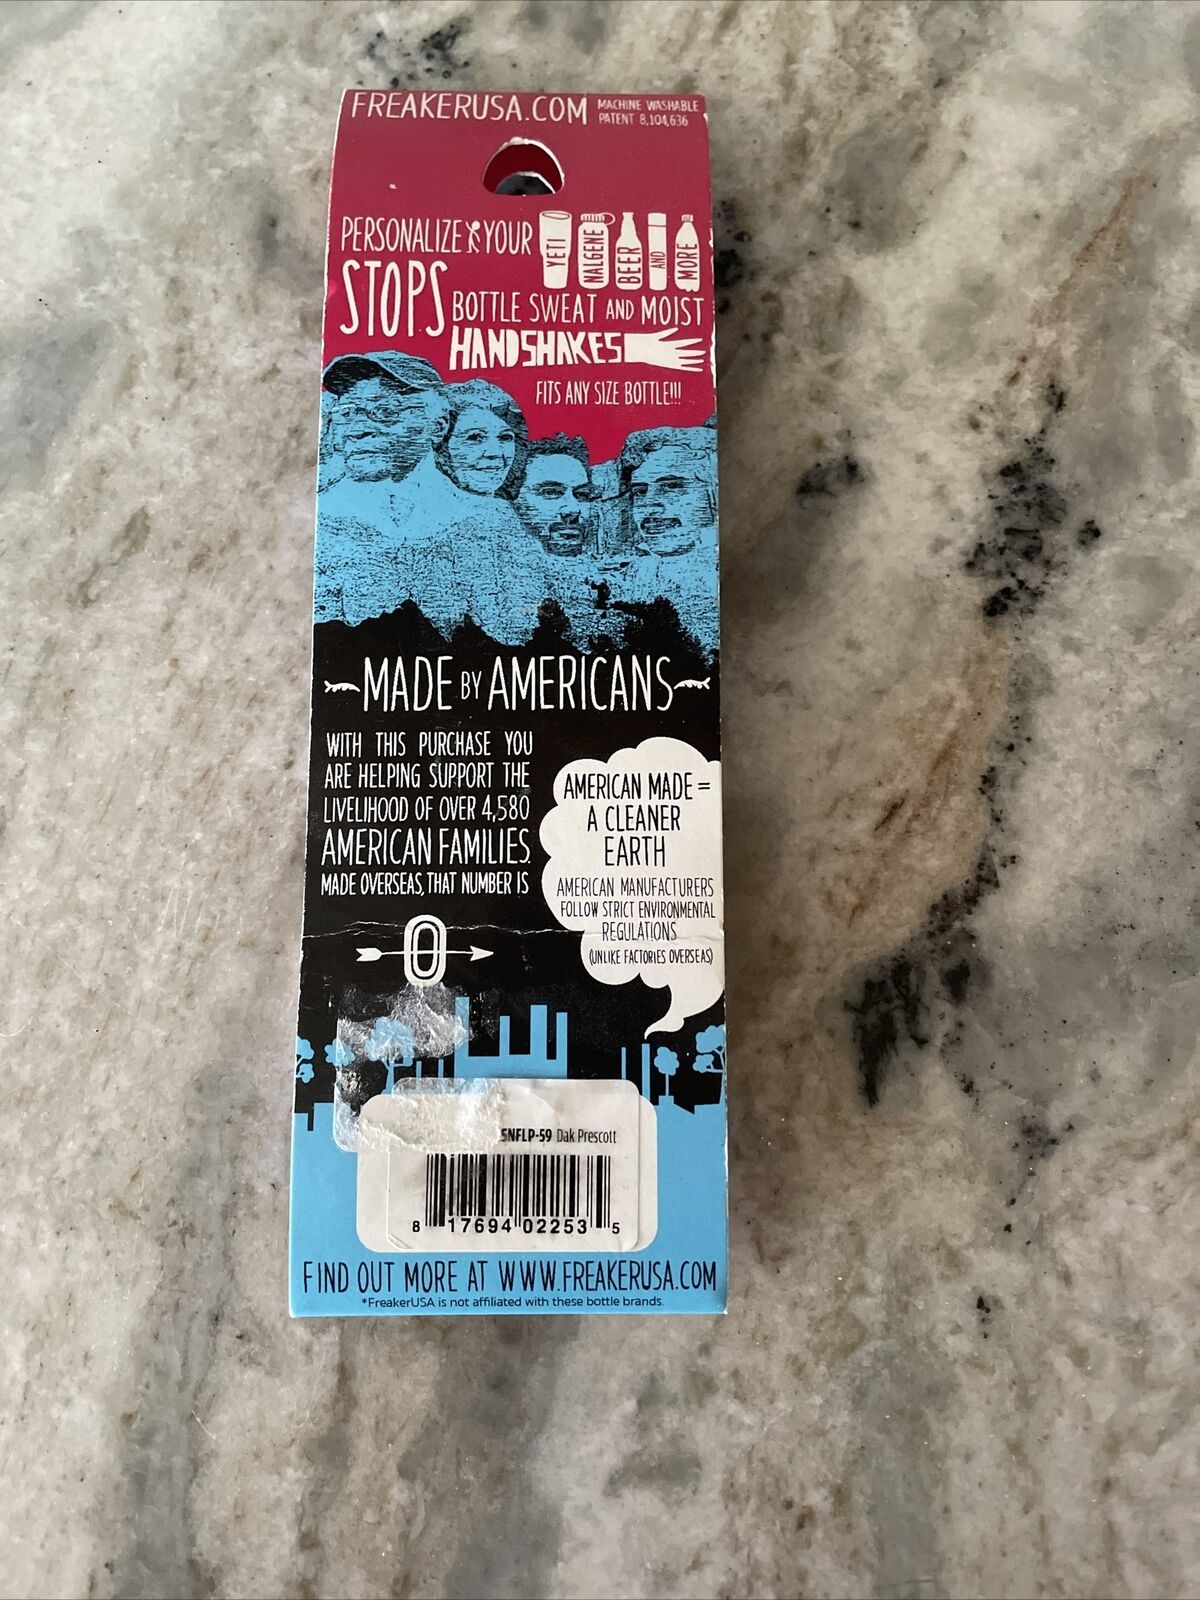 FREAKERUSA.COM
MACHINE WASHABLE
PATENT 8,104,636
PERSONALIZE YOUR
YETI
NALGENE
BEER
AND
MORE
STOPS
BOTTLE SWEAT AND MOIST
HANDSHAKES
FITS ANY SIZE BOTTLE!!!
MADE BY AMERICANS
WITH THIS PURCHASE YOU
ARE HELPING SUPPORT THE
LIVELIHOOD OF OVER 4,580
AMERICAN FAMILIES.
MADE OVERSEAS, THAT NUMBER IS
0
AMERICAN MADE =
A CLEANER
EARTH
AMERICAN MANUFACTURERS
FOLLOW STRICT ENVIRONMENTAL
REGULATIONS
(UNLIKE FACTORIES OVERSEAS)
SNFLP-59 Dak Prescott
8 17694 02253 5
FIND OUT MORE AT WWW.FREAKERUSA.COM
*FreakerUSA is not affiliated with these bottle brands.